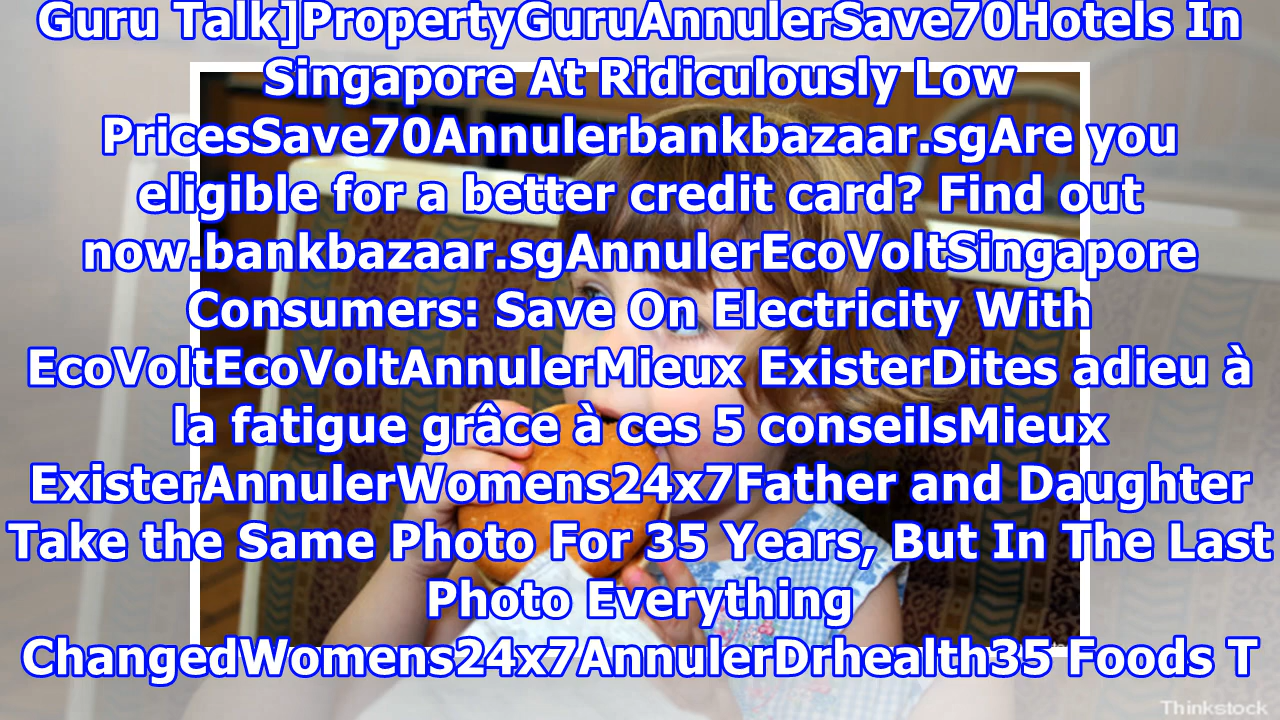 Guru Talk]PropertyGuruAnnulerSave70Hotels In
Singapore At Ridiculously Low
PricesSave70Annulerbankbazaar.sgAre you
eligible for a better credit card? Find out
now.bankbazaar.sgAnnulerEcoVoltSingapore
Consumers: Save On Electricity With
EcoVoltEcoVoltAnnulerMieux ExisterDites adieu à
la fatigue grâce à ces 5 conseilsMieux
ExisterAnnulerWomens24x7Father and Daughter
Take the Same Photo For 35 Years, But In The Last
Photo Everything
ChangedWomens24x7AnnulerDrhealth35 Foods T
Thinkstock